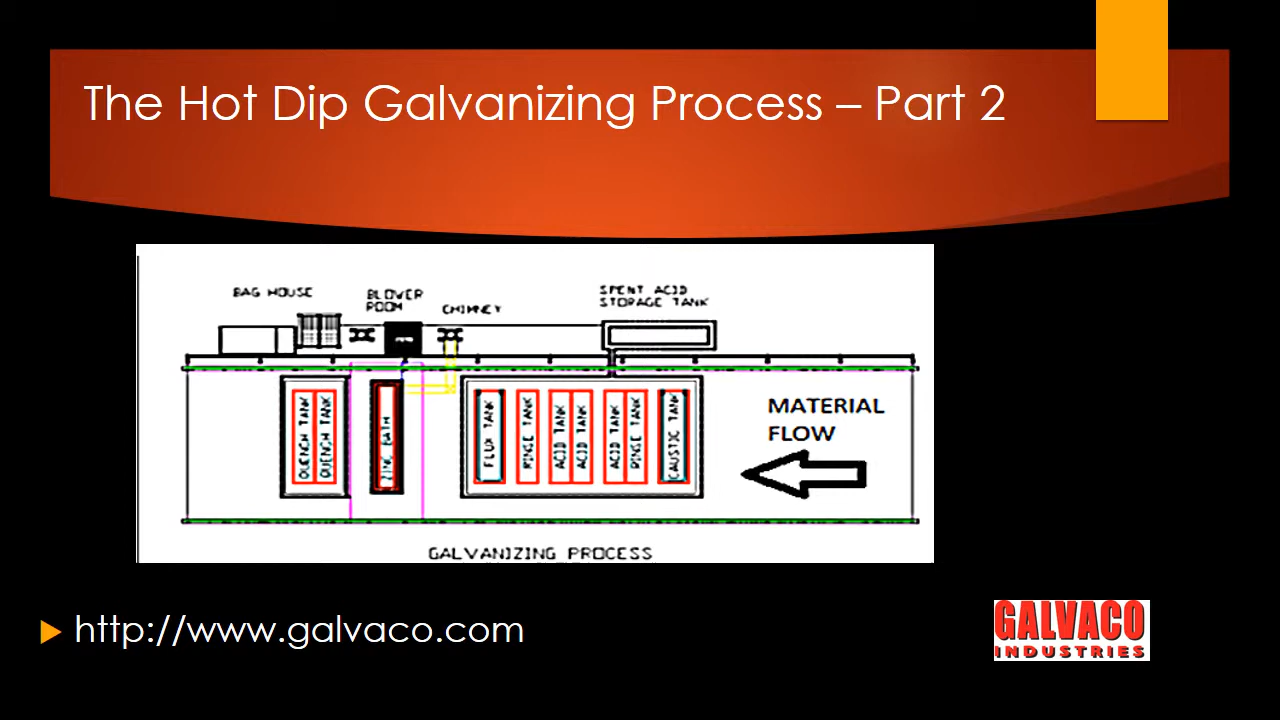 The Hot Dip Galvanizing Process – Part 2
BAG HOUSE
BLOWER
ROOM
CHIMNEY
SPENT ACID
STORAGE TANK
QUENCH TANK
QUENCH TANK
ZINC BATH
FLUX TANK
RINSE TANK
ACID TANK
ACID TANK
ACID TANK
RINSE TANK
CAUSTIC TANK
MATERIAL
FLOW
GALVANIZING PROCESS
http://www.galvaco.com
GALVACO
INDUSTRIES